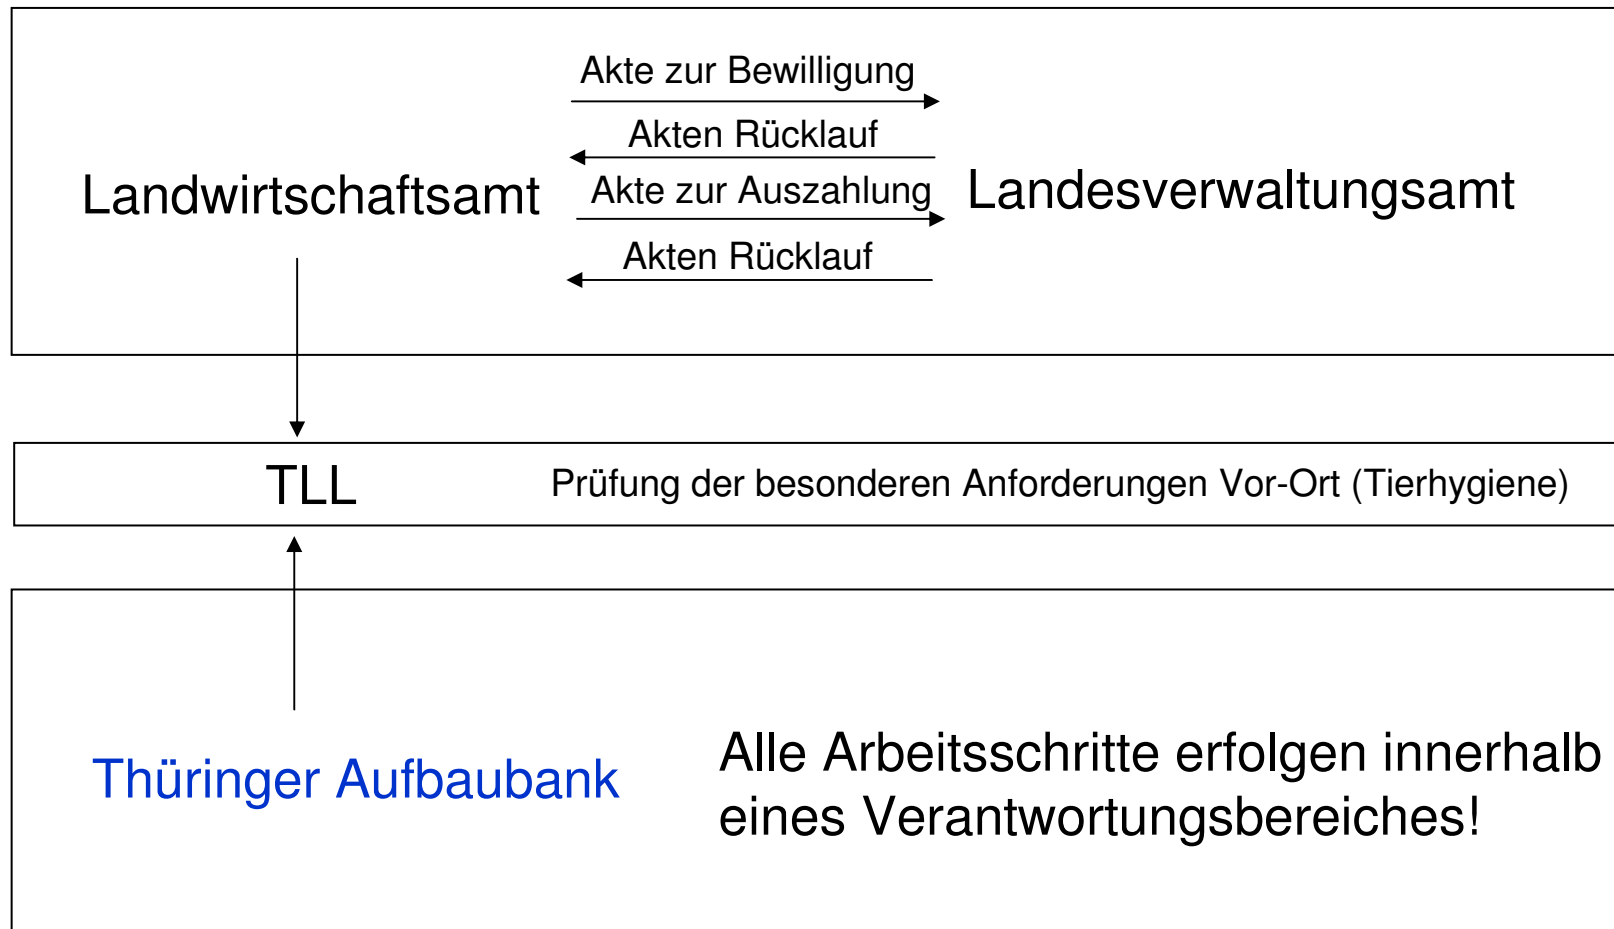 Akte zur Bewilligung
Akten Rücklauf
Landwirtschaftsamt
Akte zur Auszahlung
Landesverwaltungsamt
Akten Rücklauf
TLL
Prüfung der besonderen Anforderungen Vor-Ort (Tierhygiene)
Thüringer Aufbaubank
Alle Arbeitsschritte erfolgen innerhalb
eines Verantwortungsbereiches!